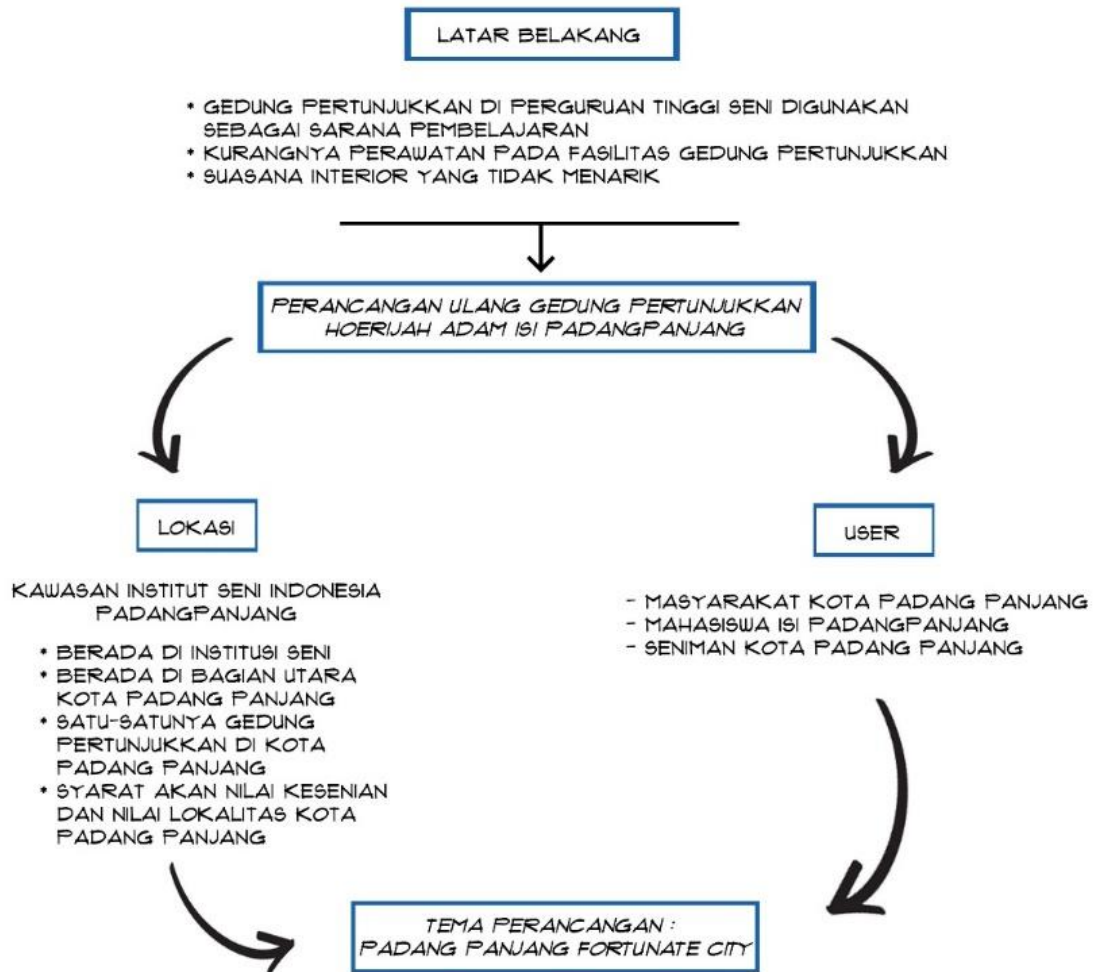 LATAR BELAKANG
* GEDUNG PERTUNJUKKAN DI PERGURUAN TINGGI SENI DIGUNAKAN
SEBAGAI SARANA PEMBELAJARAN
* KURANGNYA PERAWATAN PADA FASILITAS GEDUNG PERTUNJUKKAN
* SUASANA INTERIOR YANG TIDAK MENARIK
PERANCANGAN ULANG GEDUNG PERTUNJUKKAN
HOERIJAH ADAM ISI PADANGPANJANG
LOKASI
KAWASAN INSTITUT SENI INDONESIA
PADANGPANJANG
* BERADA DI INSTITUSI SENI
* BERADA DI BAGIAN UTARA
KOTA PADANG PANJANG
* SATU-SATUNYA GEDUNG
PERTUNJUKKAN DI KOTA
PADANG PANJANG
* SYARAT AKAN NILAI KESENIAN
DAN NILAI LOKALITAS KOTA
PADANG PANJANG
USER
- MASYARAKAT KOTA PADANG PANJANG
- MAHASISWA ISI PADANGPANJANG
- SENIMAN KOTA PADANG PANJANG
TEMA PERANCANGAN :
PADANG PANJANG FORTUNATE CITY